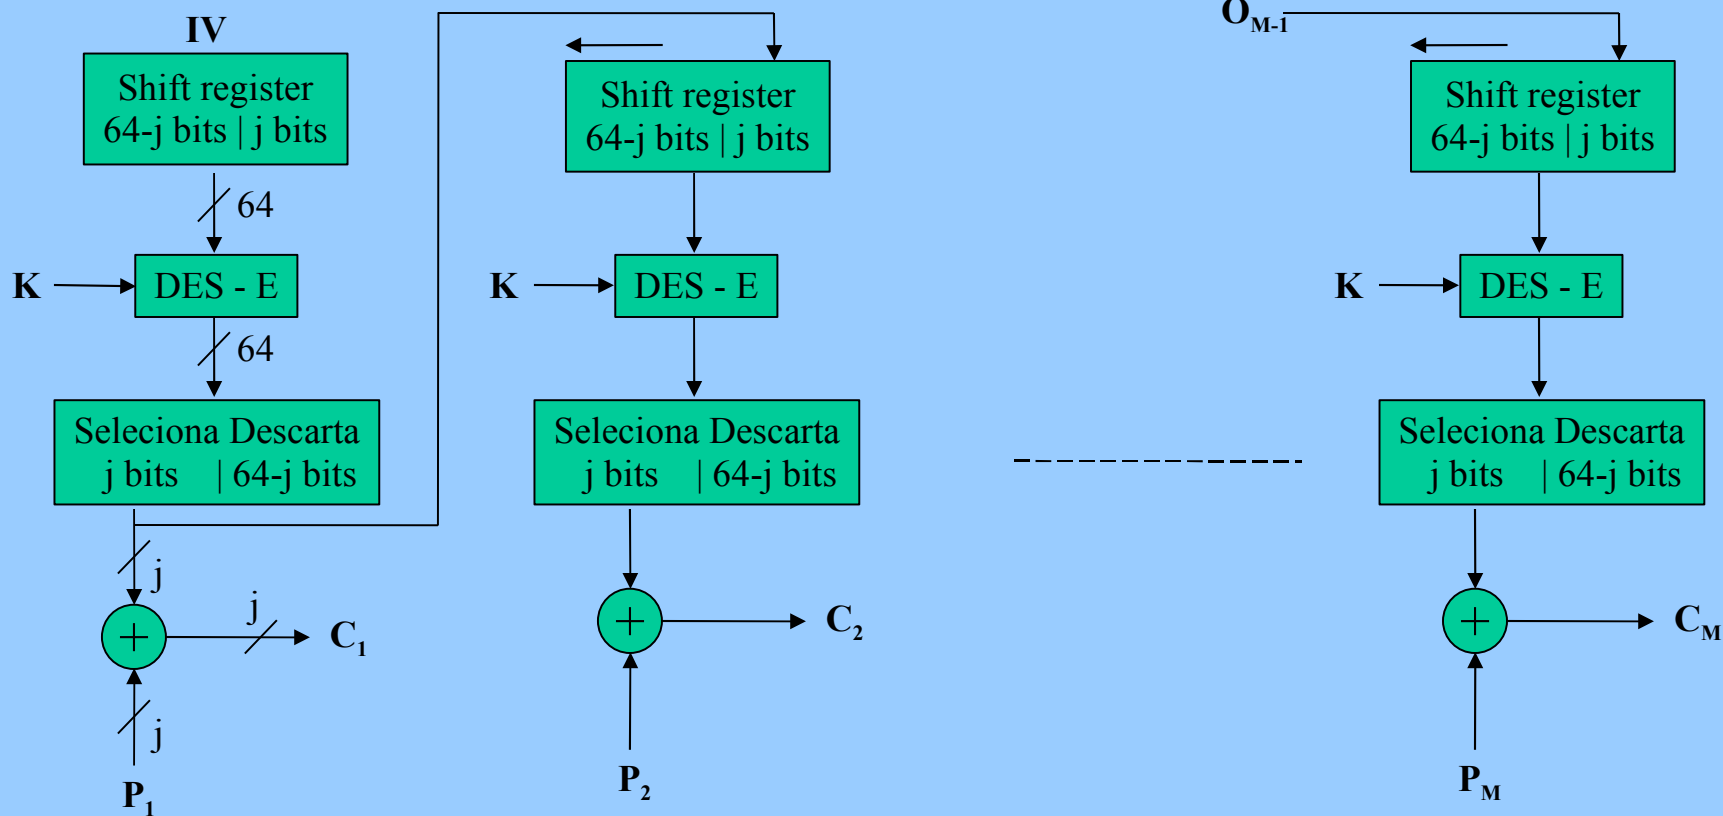 IV
Shift register
64-j bits | j bits
64
K
DES - E
64
Seleciona Descarta
j bits | 64-j bits
j
j
C1
j
P1
Shift register
64-j bits | j bits
K
DES - E
Seleciona Descarta
j bits | 64-j bits
C2
P2
OM-1
Shift register
64-j bits | j bits
K
DES - E
Seleciona Descarta
j bits | 64-j bits
CM
PM